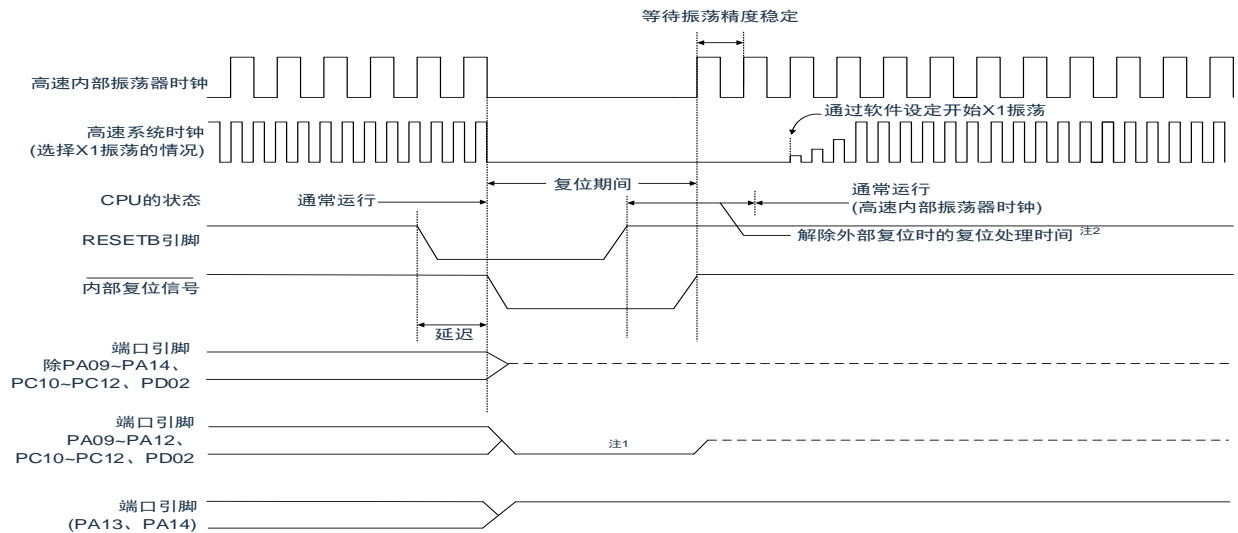 等待振荡精度稳定
高速内部振荡器时钟
通过软件设定开始X1振荡
高速系统时钟
(选择X1振荡的情况)
复位期间
CPU的状态
通常运行
通常运行
(高速内部振荡器时钟)
RESETB引脚
解除外部复位时的复位处理时间 注2
内部复位信号
延迟
端口引脚
除PA09~PA14、
PC10~PC12、PD02
端口引脚
PA09~PA12、
PC10~PC12、PD02
注1
端口引脚
(PA13、PA14)